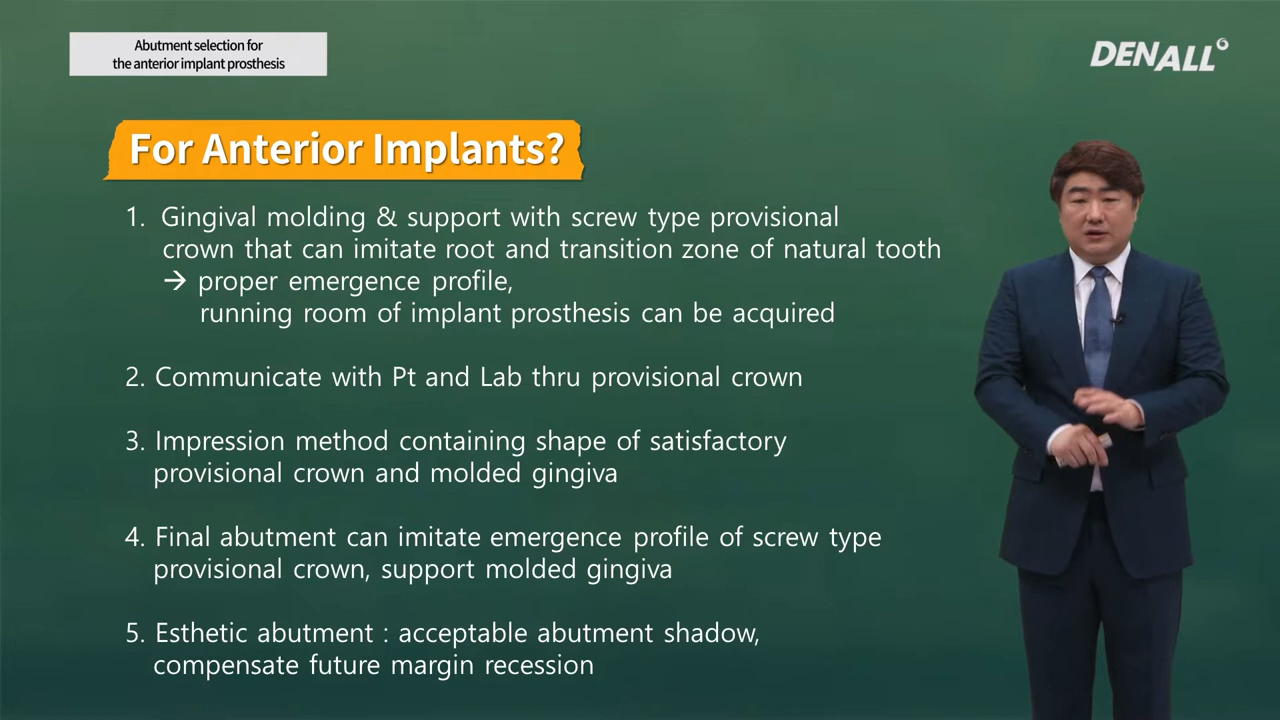 Abutment selection for
the anterior implant prosthesis
DENALL
For Anterior Implants?
1. Gingival molding & support with screw type provisional
crown that can imitate root and transition zone of natural tooth
→ proper emergence profile,
running room of implant prosthesis can be acquired
2. Communicate with Pt and Lab thru provisional crown
3. Impression method containing shape of satisfactory
provisional crown and molded gingiva
4. Final abutment can imitate emergence profile of screw type
provisional crown, support molded gingiva
5. Esthetic abutment : acceptable abutment shadow,
compensate future margin recession